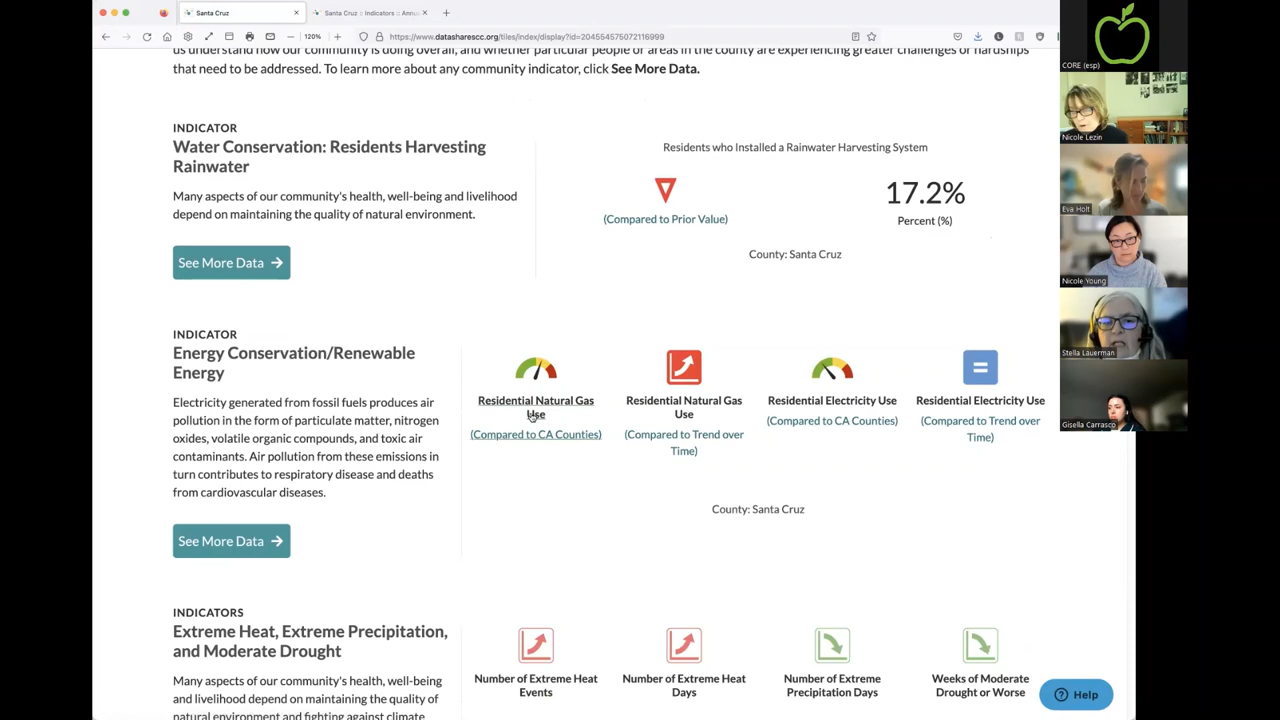 Santa Cruz
Santa Cruz :: Indicators :: Annu
120%
https://www.datasharescc.org/tiles/index/display?id=204554575072116999
us understand how our community is doing overall, and whether particular people or areas in the county are experiencing greater challenges or hardships
that need to be addressed. To learn more about any community indicator, click See More Data.
INDICATOR
Water Conservation: Residents Harvesting
Rainwater
Many aspects of our community's health, well-being and livelihood
depend on maintaining the quality of natural environment.
See More Data
Residents who Installed a Rainwater Harvesting System
(Compared to Prior Value)
17.2%
Percent (%)
County: Santa Cruz
INDICATOR
Energy Conservation/Renewable
Energy
Electricity generated from fossil fuels produces air
pollution in the form of particulate matter, nitrogen
oxides, volatile organic compounds, and toxic air
contaminants. Air pollution from these emissions in
turn contributes to respiratory disease and deaths
from cardiovascular diseases.
See More Data
Residential Natural Gas
Use
(Compared to CA Counties)
Residential Natural Gas
Use
(Compared to Trend over
Time)
Residential Electricity Use
(Compared to CA Counties)
=
Residential Electricity Use
(Compared to Trend over
Time)
County: Santa Cruz
INDICATORS
Extreme Heat, Extreme Precipitation,
and Moderate Drought
Many aspects of our community's health, well-being
and livelihood depend on maintaining the quality of
natural environment and fighting against climate
Number of Extreme Heat
Events
Number of Extreme Heat
Days
Number of Extreme
Precipitation Days
Weeks of Moderate
Drought or Worse
Help
CORE (esp)
Nicole Lezin
Eva Holt
Nicole Young
Stella Lauerman
Gisella Carrasco